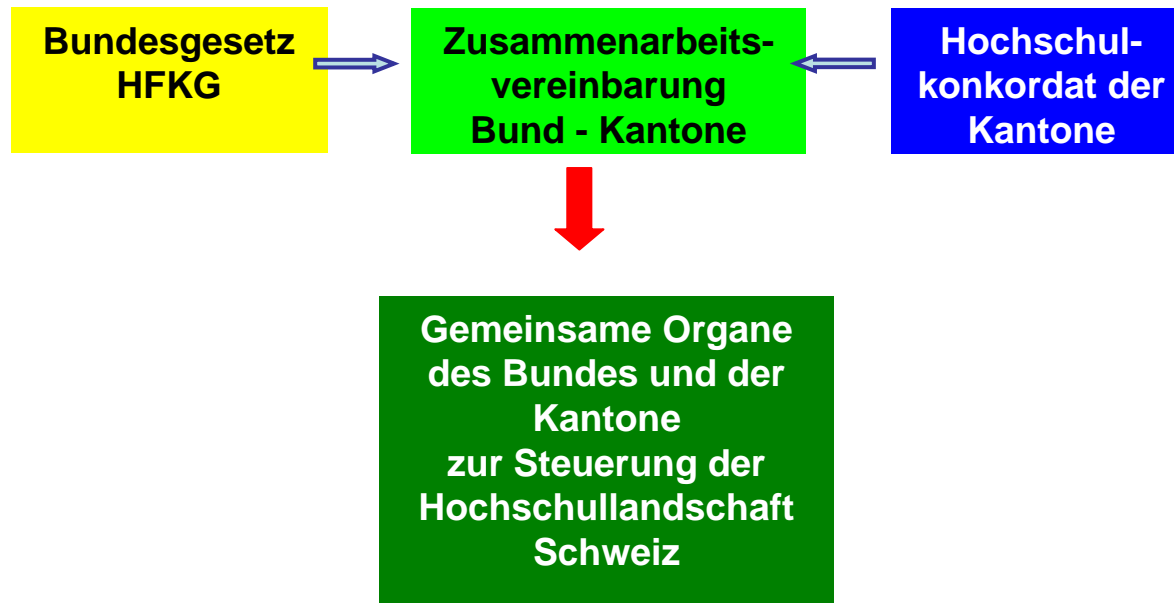 Bundesgesetz
HFKG
Zusammenarbeits-
vereinbarung
Bund - Kantone
Hochschul-
konkordat der
Kantone
Gemeinsame Organe
des Bundes und der
Kantone
zur Steuerung der
Hochschullandschaft
Schweiz